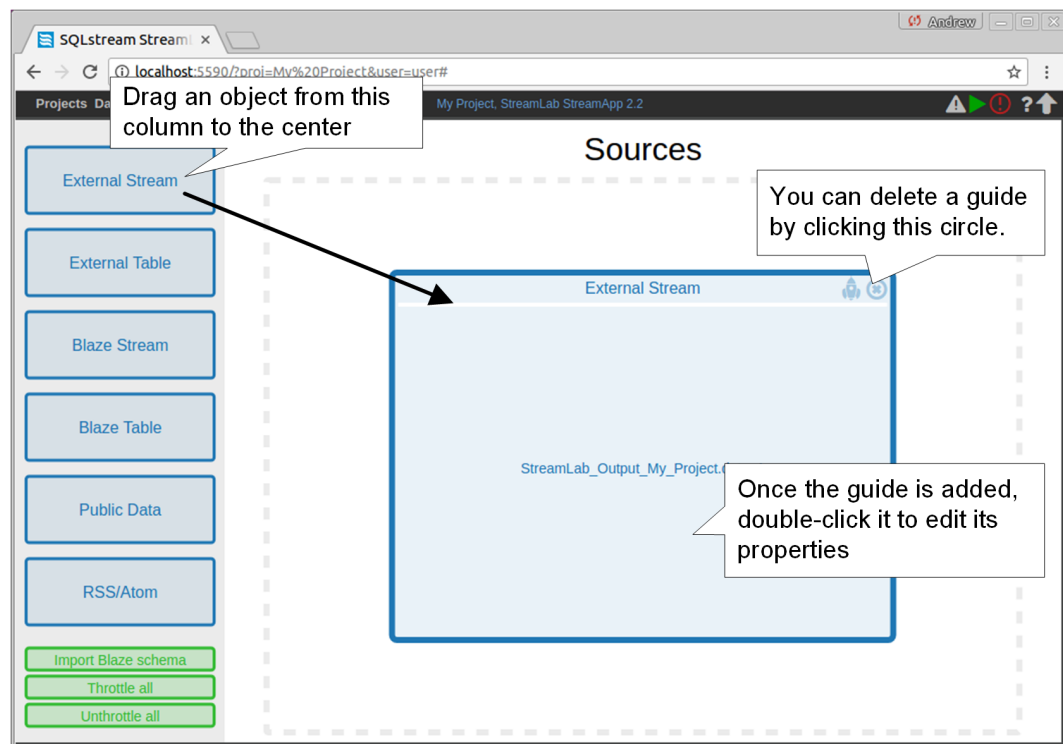 Andrew
SQLstream Stream
localhost:5590/?proj=My%20Project&user=user#
Projects Da
My Project, StreamLab StreamApp 2.2
Drag an object from this
column to the center
Sources
External Stream
External Table
Blaze Stream
Blaze Table
Public Data
RSS/Atom
Import Blaze schema
Throttle all
Unthrottle all
You can delete a guide
by clicking this circle.
External Stream
StreamLab_Output_My_Project.
Once the guide is added,
double-click it to edit its
properties